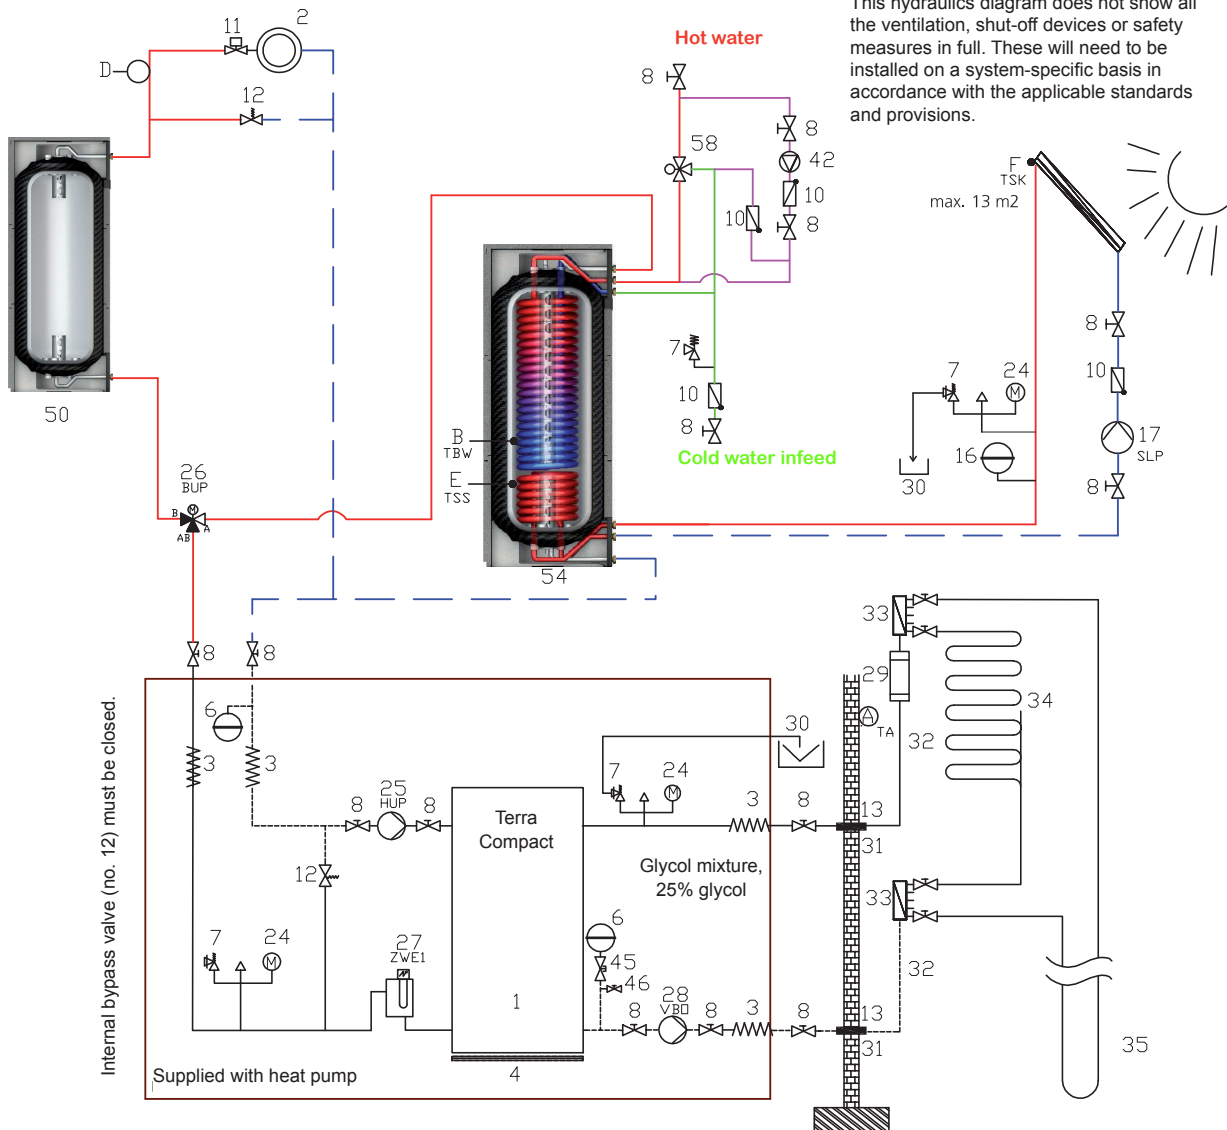 This hydraulics diagram does not show all
the ventilation, shut-off devices or safety
measures in full. These will need to be
installed on a system-specific basis in
accordance with the applicable standards
and provisions.
11
2
D
12
50
Hot water
8
8
58
42
10
10
8
7
10
8
Cold water infeed
B
TBW
E
TSS
54
F
TSK
max. 13 m2
8
10
7
24
17
SLP
16
30
8
26
BUP
M
B
A
AB
8
8
6
3
3
25
HUP
8
8
12
7
24
M
27
ZWE1
Terra
Compact
1
4
Glycol mixture,
25% glycol
7
24
M
30
3
8
6
45
46
28
VBO
8
8
3
8
A
TA
13
31
13
31
33
29
32
34
33
32
35
M
Internal bypass valve (no. 12) must be closed.
Supplied with heat pump